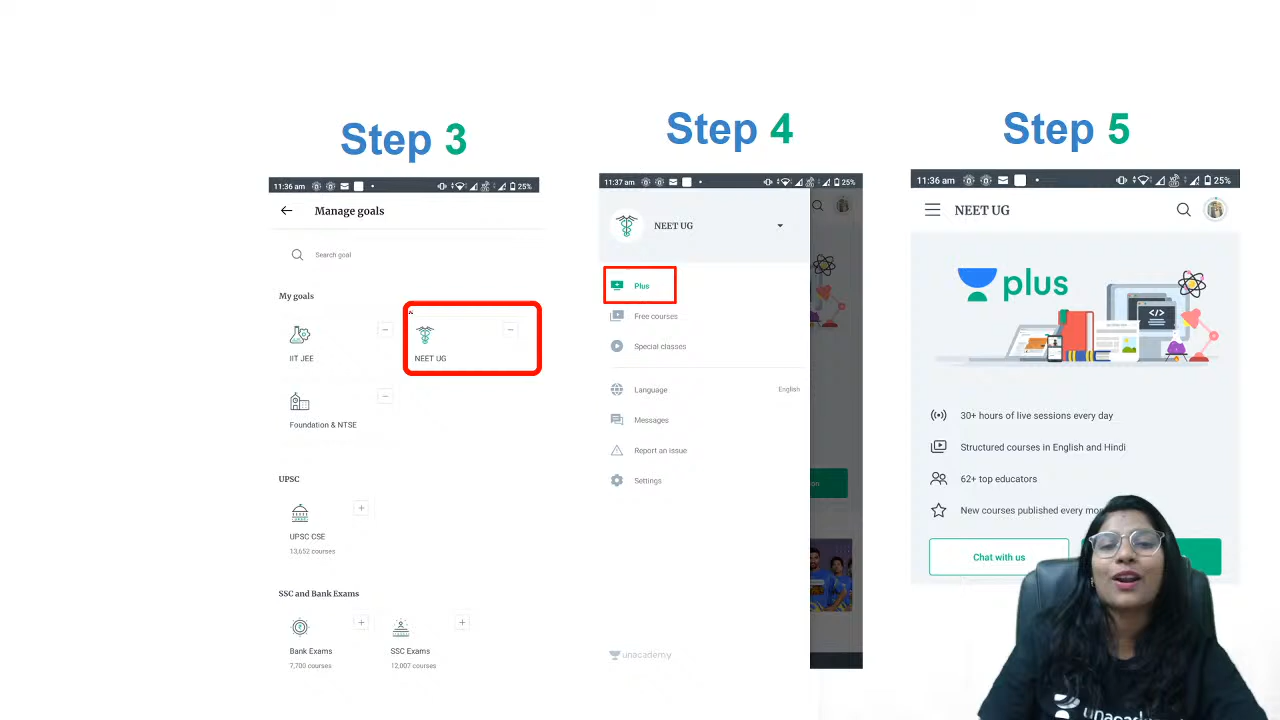 Step 3
11:36 am
25%
Manage goals
Search goal
My goals
IIT JEE
NEET UG
Foundation & NTSE
UPSC
UPSC CSE
13,652 courses
SSC and Bank Exams
Bank Exams
7,700 courses
SSC Exams
12,007 courses
Step 4
11:37 am
25%
NEET UG
Plus
Free courses
Special classes
Language
English
Messages
Report an issue
Settings
unacademy
Step 5
11:36 am
25%
NEET UG
plus
30+ hours of live sessions every day
Structured courses in English and Hindi
62+ top educators
New courses published every
Chat with us